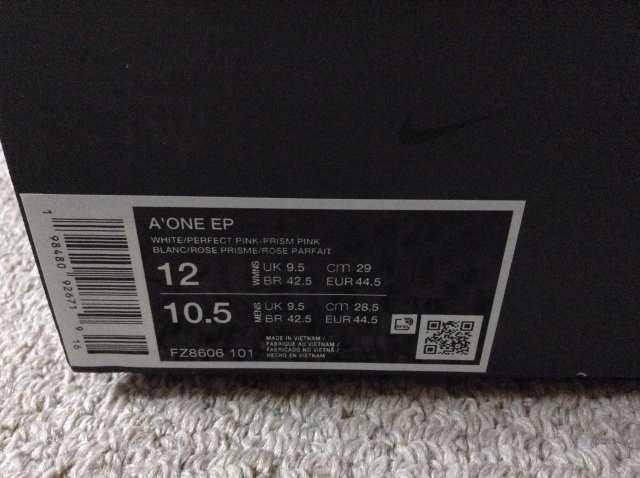 A'ONE EP
WHITE/PERFECT PINK-PRISM PINK
BLANC/ROSE PRISME/ROSE PARFAIT
12 WMNS UK 9.5 cm 29
BR 42.5 EUR 44.5
10.5 MENS UK 9.5 cm 28.5
BR 42.5 EUR 44.5
FZ8606 101
MADE IN VIETNAM /
FABRIQUE AU VIETNAM /
FABRICADO NO VIETNÃ /
HECHO EN VIETNAM
1 98480 92671 9 16